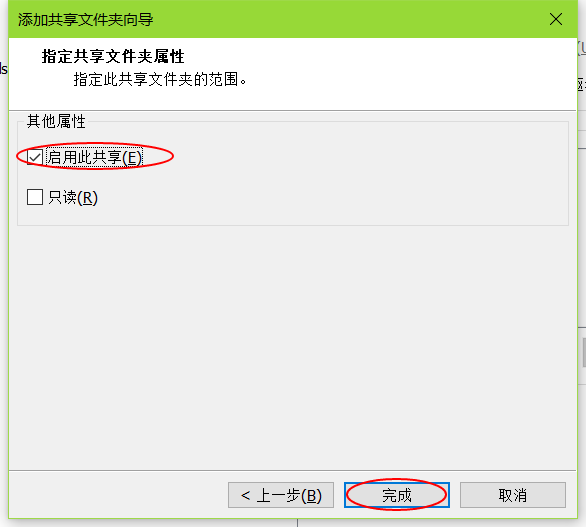 添加共享文件夹向导
指定共享文件夹属性
指定此共享文件夹的范围。
其他属性
启用此共享(E)
只读(R)
< 上一步(B)
完成
取消